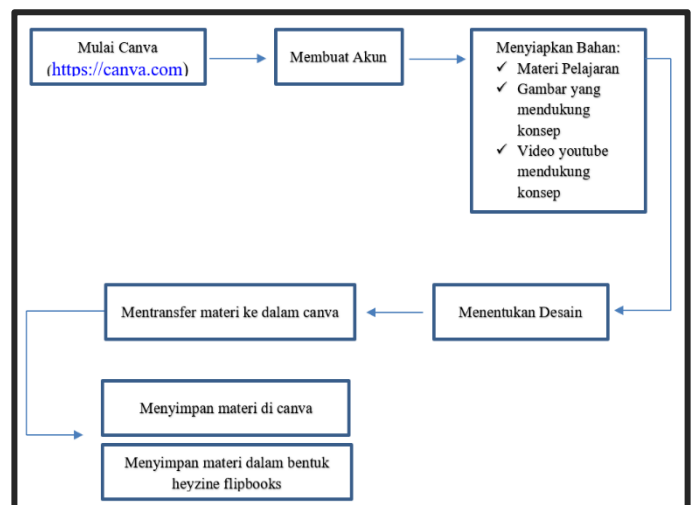 Mulai Canva
(https://canva.com)
Membuat Akun
Menyiapkan Bahan:
✓ Materi Pelajaran
✓ Gambar yang
mendukung
konsep
✓ Video youtube
mendukung
konsep
Mentransfer materi ke dalam canva
Menentukan Desain
Menyimpan materi di canva
Menyimpan materi dalam bentuk
heyzine flipbooks